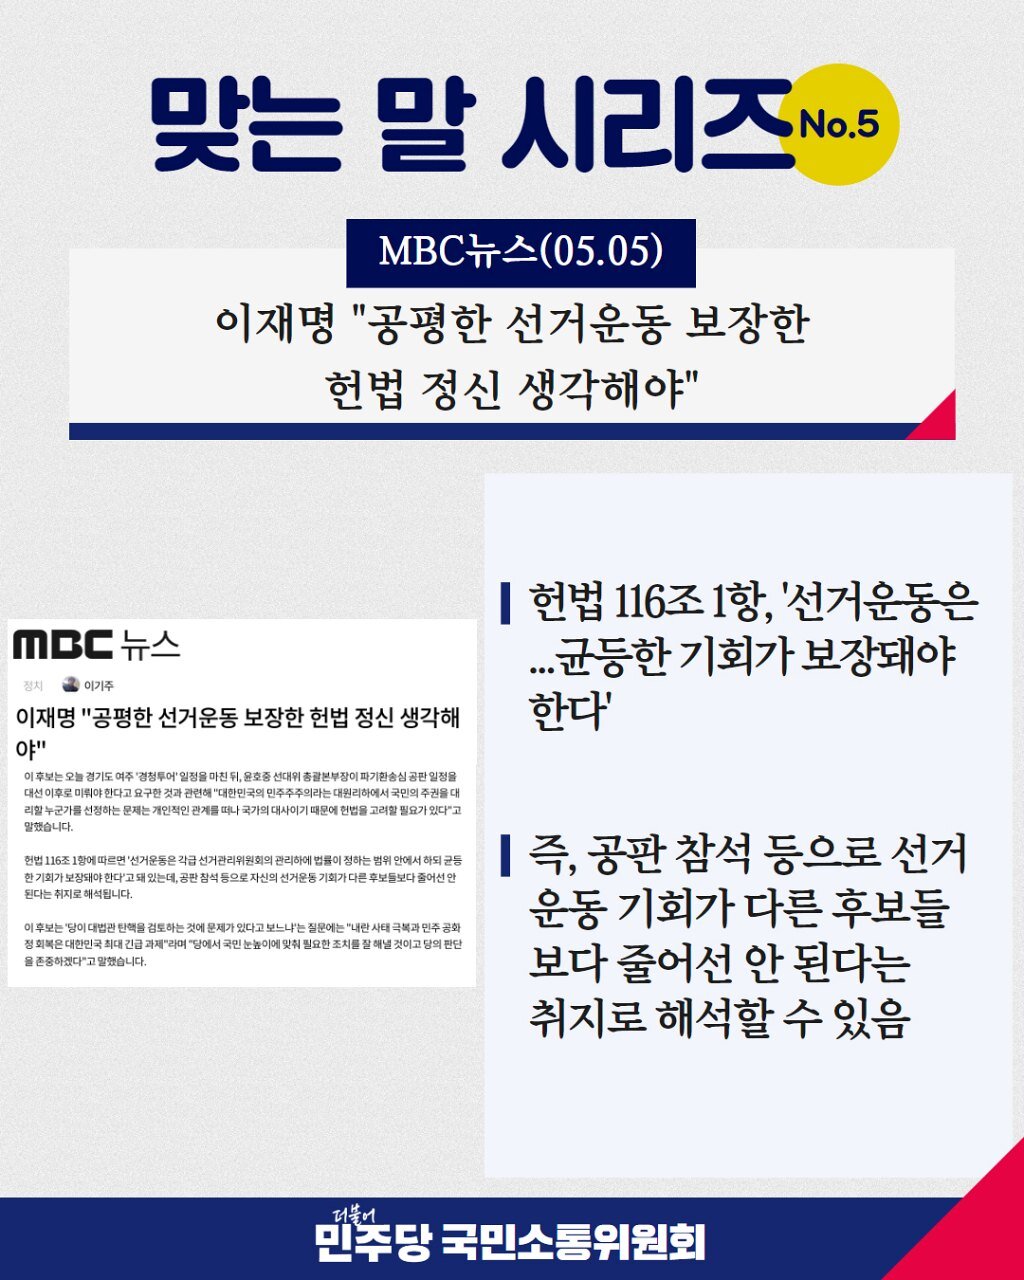 맞는 말 시리즈 No.5
MBC뉴스(05.05)
이재명 "공평한 선거운동 보장한
헌법 정신 생각해야"
MBC 뉴스
정치 이기주
이재명 "공평한 선거운동 보장한 헌법 정신 생각해
야"
이 후보는 오늘 경기도 여주 '경청투어' 일정을 마친 뒤, 윤호중 선대위 총괄본부장이 파기환송심 공판 일정을
대선 이후로 미뤄야 한다고 요구한 것과 관련해 "대한민국의 민주주주의라는 대원리하에서 국민의 주권을 대
리할 누군가를 선정하는 문제는 개인적인 관계를 떠나 국가의 대사이기 때문에 헌법을 고려할 필요가 있다"고
말했습니다.
헌법 116조 1항에 따르면 '선거운동은 각급 선거관리위원회의 관리하에 법률이 정하는 범위 안에서 하되 균등
한 기회가 보장돼야 한다'고 돼 있는데, 공판 참석 등으로 자신의 선거운동 기회가 다른 후보들보다 줄어선 안
된다는 취지로 해석됩니다.
이 후보는 '당이 대법관 탄핵을 검토하는 것에 문제가 있다고 보느냐'는 질문에는 "내란 사태 극복과 민주 공화
정 회복은 대한민국 최대 긴급 과제"라며 "당에서 국민 눈높이에 맞춰 필요한 조치를 잘 해낼 것이고 당의 판단
을 존중하겠다"고 말했습니다.
헌법 116조 1항, '선거운동은
...균등한 기회가 보장돼야
한다'
즉, 공판 참석 등으로 선거
운동 기회가 다른 후보들
보다 줄어선 안 된다는
취지로 해석할 수 있음
더불어
민주당 국민소통위원회